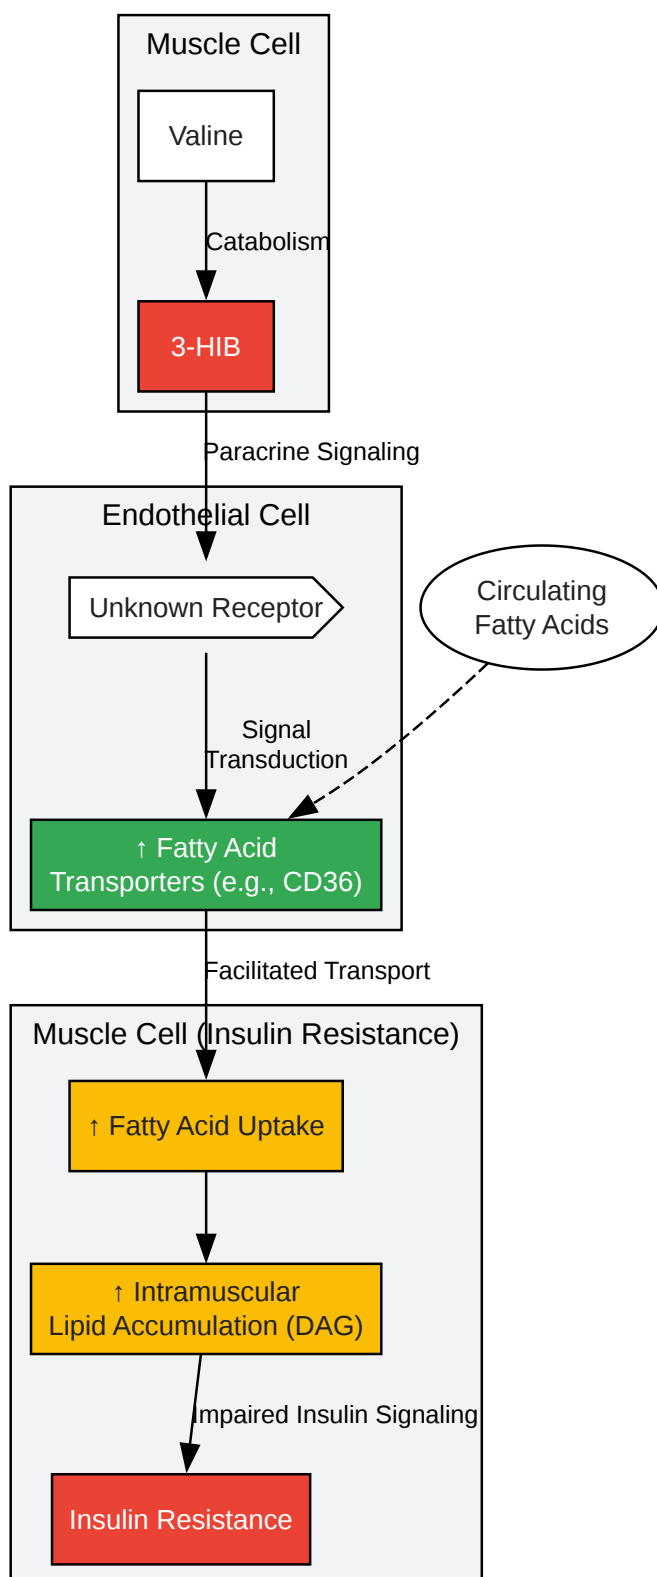 Muscle Cell
Valine
Catabolism
3-HIB
Paracrine Signaling
Endothelial Cell
Unknown Receptor
Circulating
Fatty Acids
Signal
Transduction
↑ Fatty Acid
Transporters (e.g., CD36)
Facilitated Transport
Muscle Cell (Insulin Resistance)
↑ Fatty Acid Uptake
↑ Intramuscular
Lipid Accumulation (DAG)
Impaired Insulin Signaling
Insulin Resistance